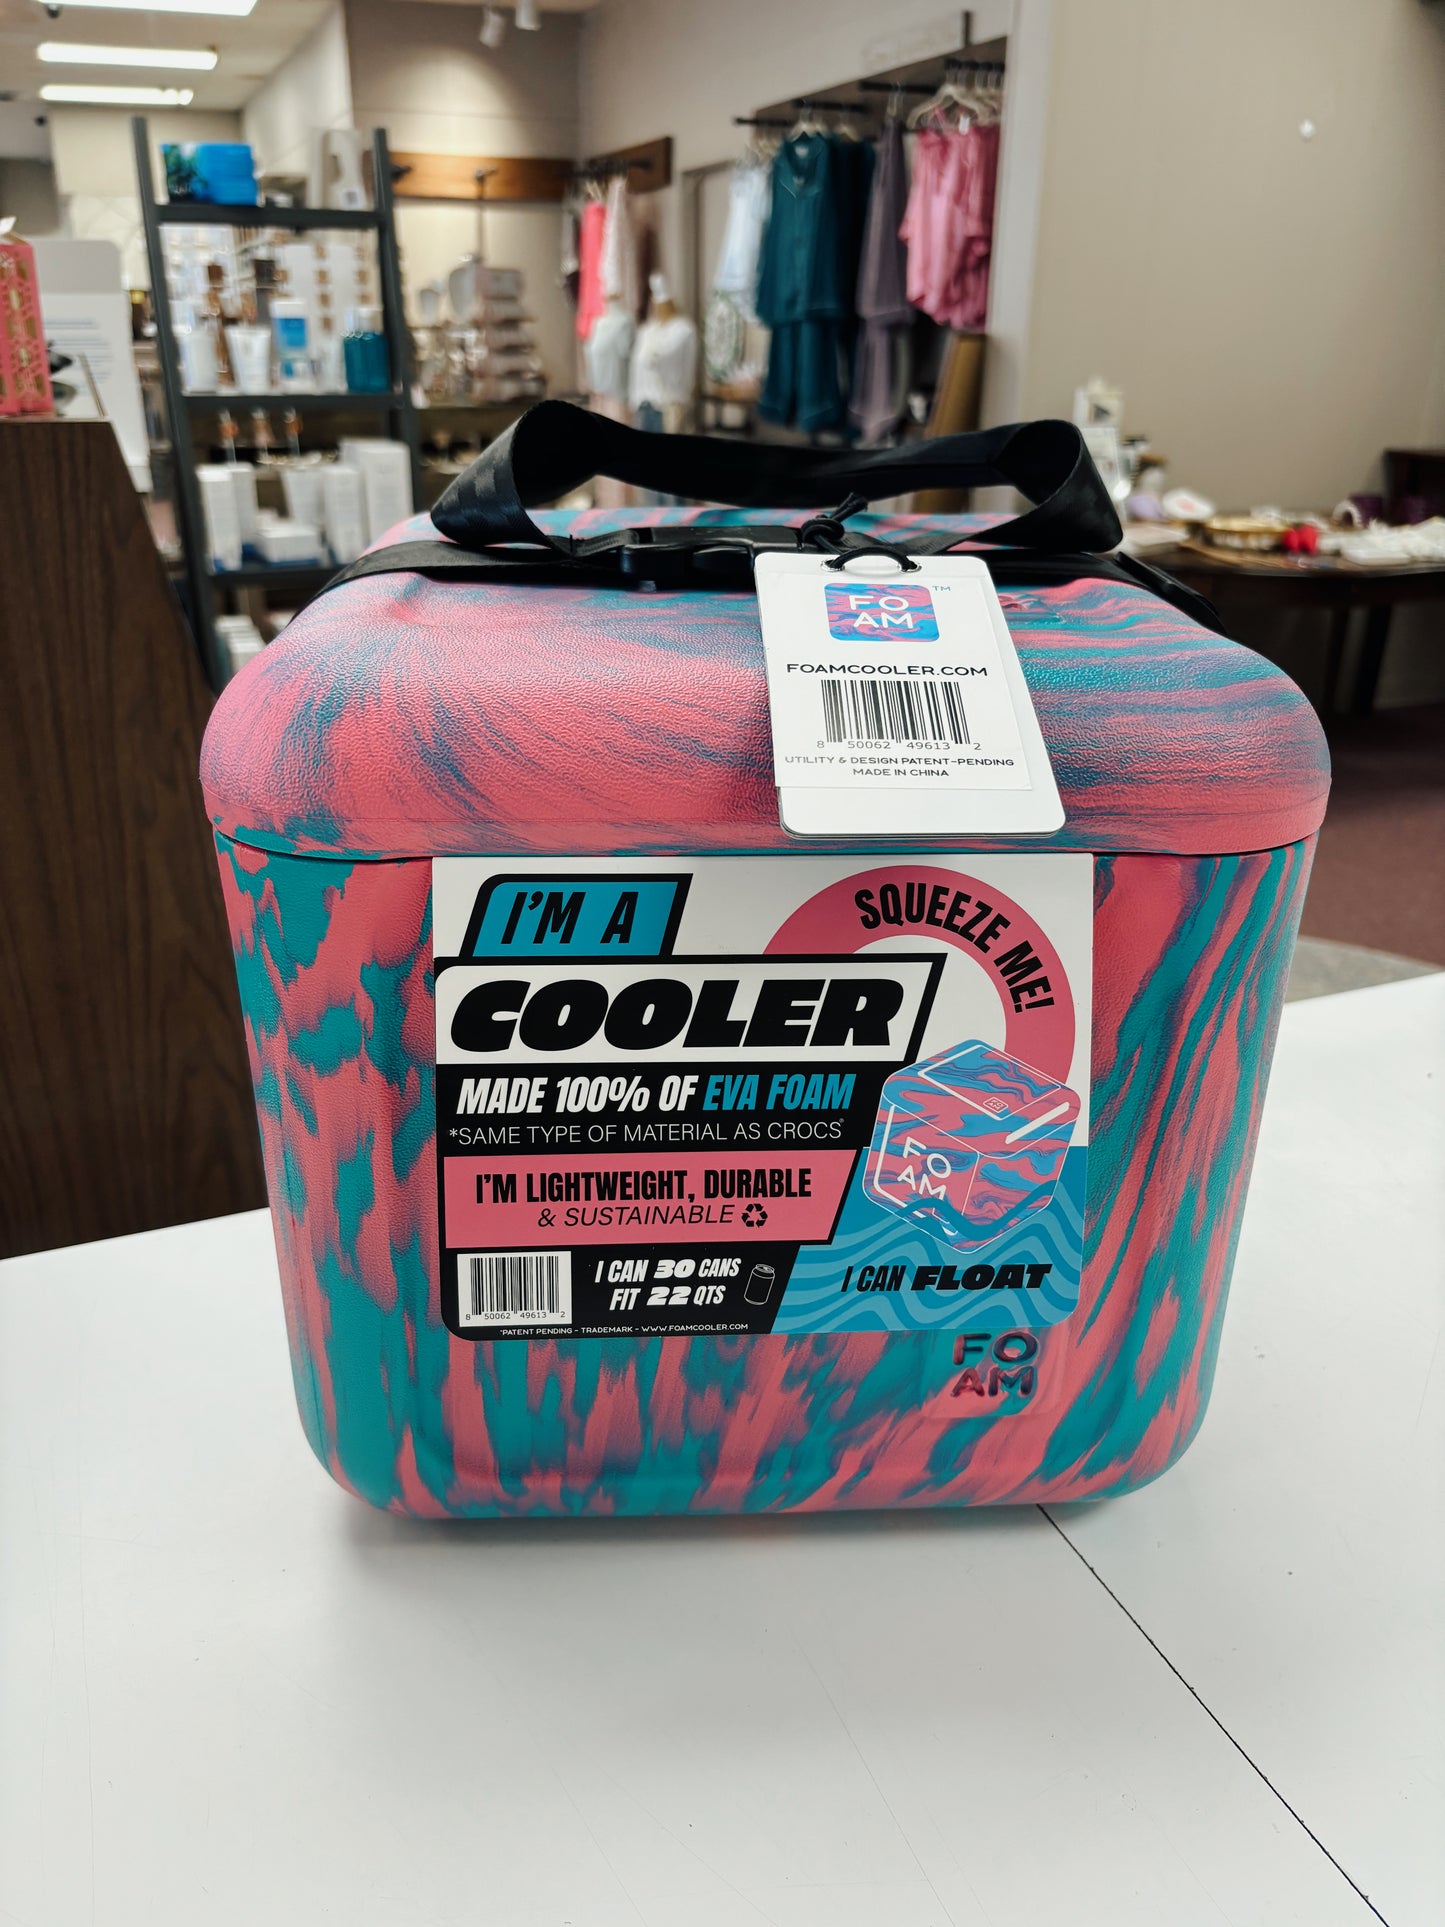 FO
AM
™
FOAMCOOLER.COM
8 50062 49613 2
UTILITY & DESIGN PATENT-PENDING
MADE IN CHINA
I'M A
COOLER
SQUEEZE ME!
MADE 100% OF EVA FOAM
*SAME TYPE OF MATERIAL AS CROCS®
I'M LIGHTWEIGHT, DURABLE
& SUSTAINABLE
FO
AM
I CAN 30 CANS
FIT 22 QTS
8 50062 49613 2
*PATENT PENDING - TRADEMARK - WWW.FOAMCOOLER.COM
I CAN FLOAT
FO
AM